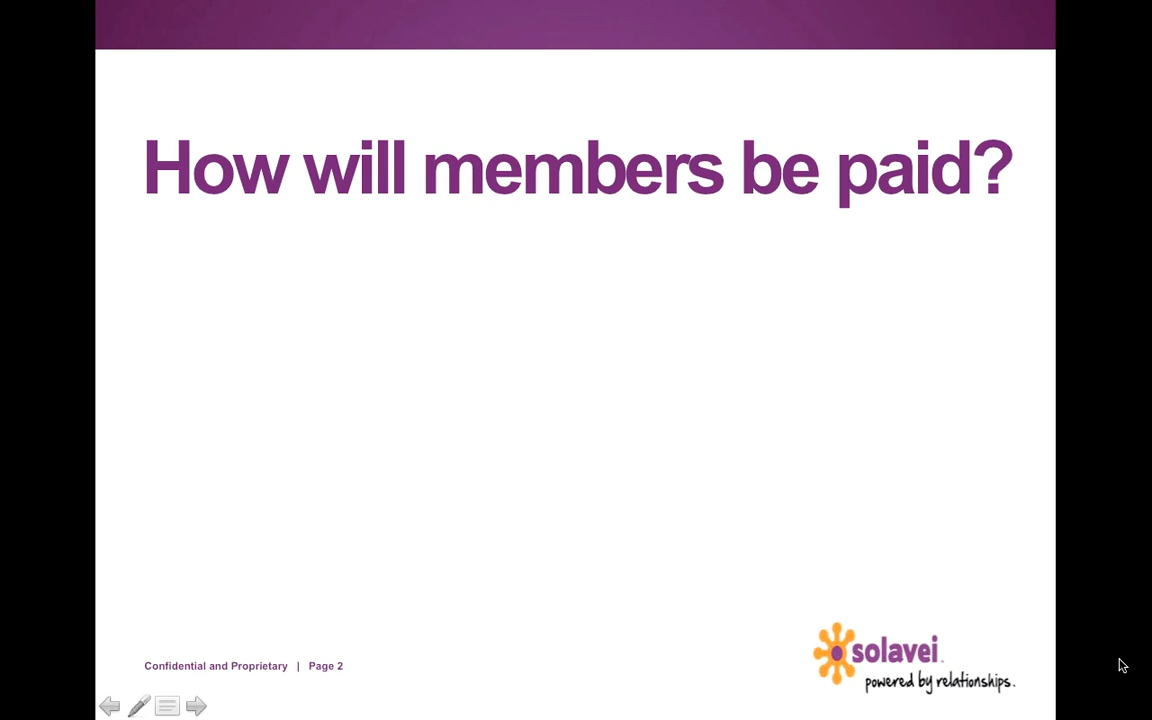 How will members be paid?
solavei
powered by relationships.
Confidential and Proprietary | Page 2